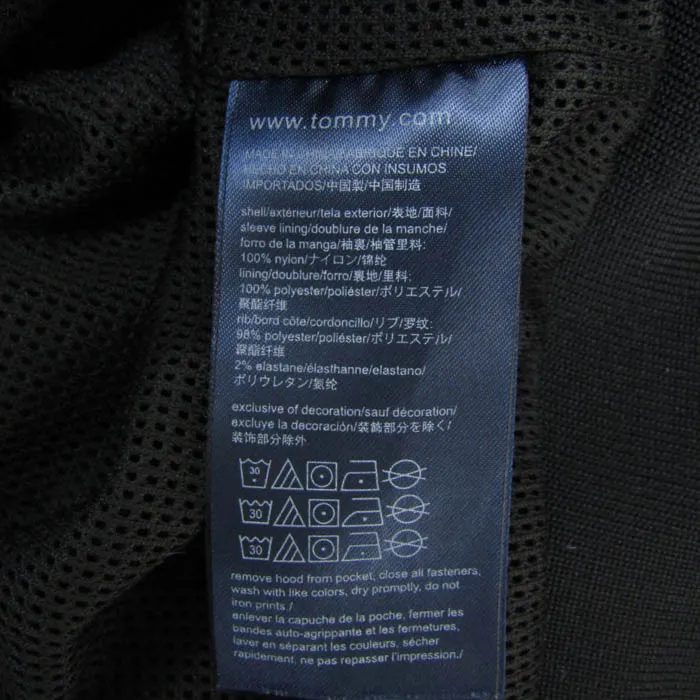 www.tommy.com
MADE IN CHINA/FABRIQUÉ EN CHINE/
HECHO EN CHINA CON INSUMOS
IMPORTADOS/中国製/中国制造
shell/extérieur/tela exterior/表地/面料/
sleeve lining/doublure de la manche/
forro de la manga/袖裏/袖管里料:
100% nylon/ナイロン/锦纶
lining/doublure/forro/裏地/里料:
100% polyester/poliéster/ポリエステル/
聚酯纤维
rib/bord côte/cordoncillo/リブ/罗纹:
98% polyester/poliéster/ポリエステル/
聚酯纤维
2% elastane/élasthanne/elastano/
ポリウレタン/氨纶
exclusive of decoration/sauf décoration/
excluye la decoración/装飾部分を除く/
装饰部分除外
30
30
30
remove hood from pocket, close all fasteners,
wash with like colors, dry promptly, do not
iron prints /
enlever la capuche de la poche, fermer les
bandes auto-agrippante et les fermetures,
laver en séparant les couleurs, sécher
rapidement, ne pas repasser l'impression./